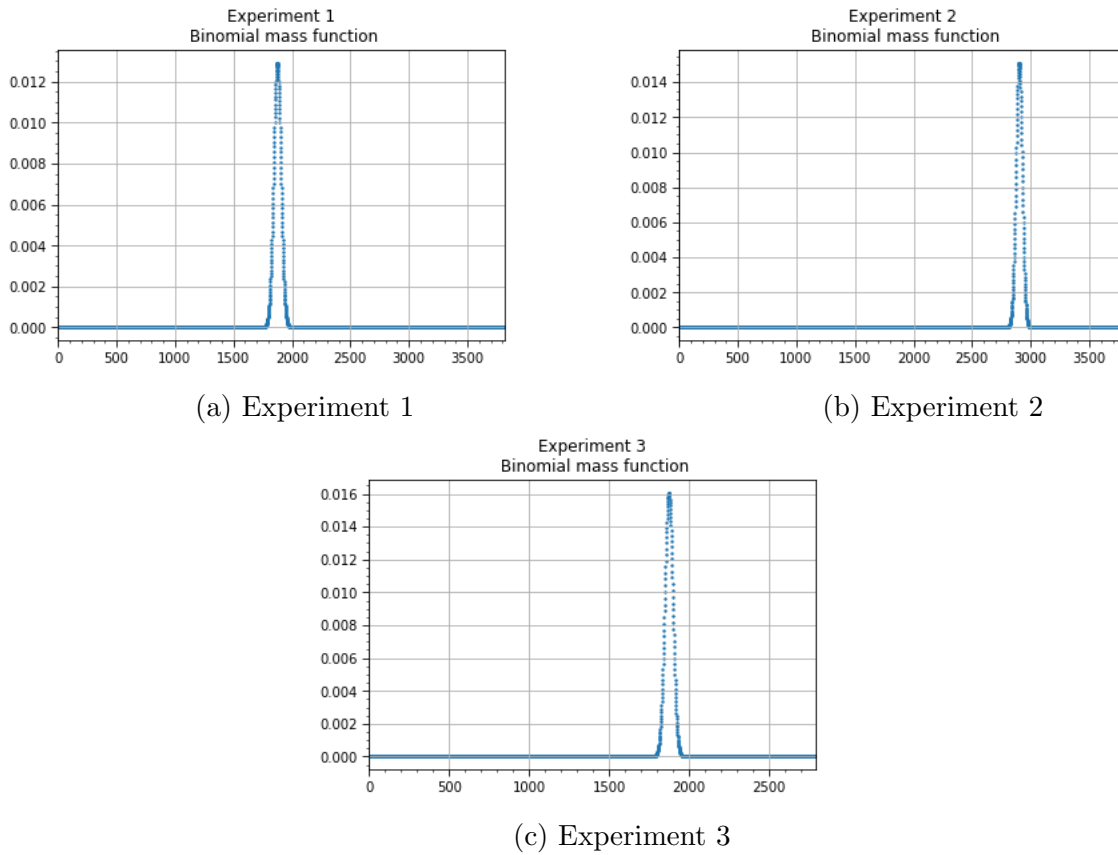 Experiment 1
Binomial mass function
0.012
0.010
0.008
0.006
0.004
0.002
0.000
0 500 1000 1500 2000 2500 3000 3500
(a) Experiment 1
Experiment 2
Binomial mass function
0.014
0.012
0.010
0.008
0.006
0.004
0.002
0.000
0 500 1000 1500 2000 2500 3000 3500
(b) Experiment 2
Experiment 3
Binomial mass function
0.016
0.014
0.012
0.010
0.008
0.006
0.004
0.002
0.000
0 500 1000 1500 2000 2500
(c) Experiment 3